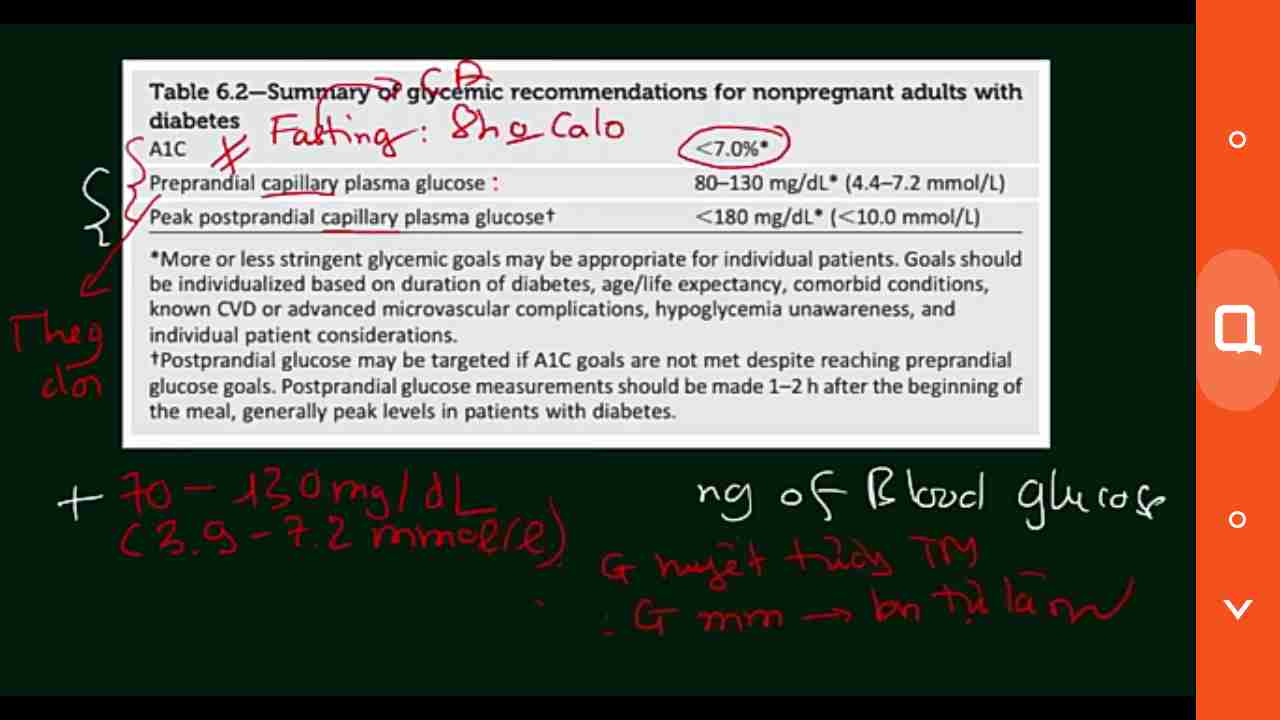 Table 6.2—Summary of glycemic recommendations for nonpregnant adults with
diabetes
Fasting: 8h o Calo
A1C
<7.0%*
Preprandial capillary plasma glucose :
80–130 mg/dL* (4.4–7.2 mmol/L)
Peak postprandial capillary plasma glucose†
<180 mg/dL* (<10.0 mmol/L)
*More or less stringent glycemic goals may be appropriate for individual patients. Goals should
be individualized based on duration of diabetes, age/life expectancy, comorbid conditions,
known CVD or advanced microvascular complications, hypoglycemia unawareness, and
individual patient considerations.
†Postprandial glucose may be targeted if A1C goals are not met despite reaching preprandial
glucose goals. Postprandial glucose measurements should be made 1–2 h after the beginning of
the meal, generally peak levels in patients with diabetes.
Theo
dõi
+ 70 – 130 mg/dL
(3.9 – 7.2 mmol/l)
ng of Blood glucose
G huyết tương TM
G mm → bn tự làm